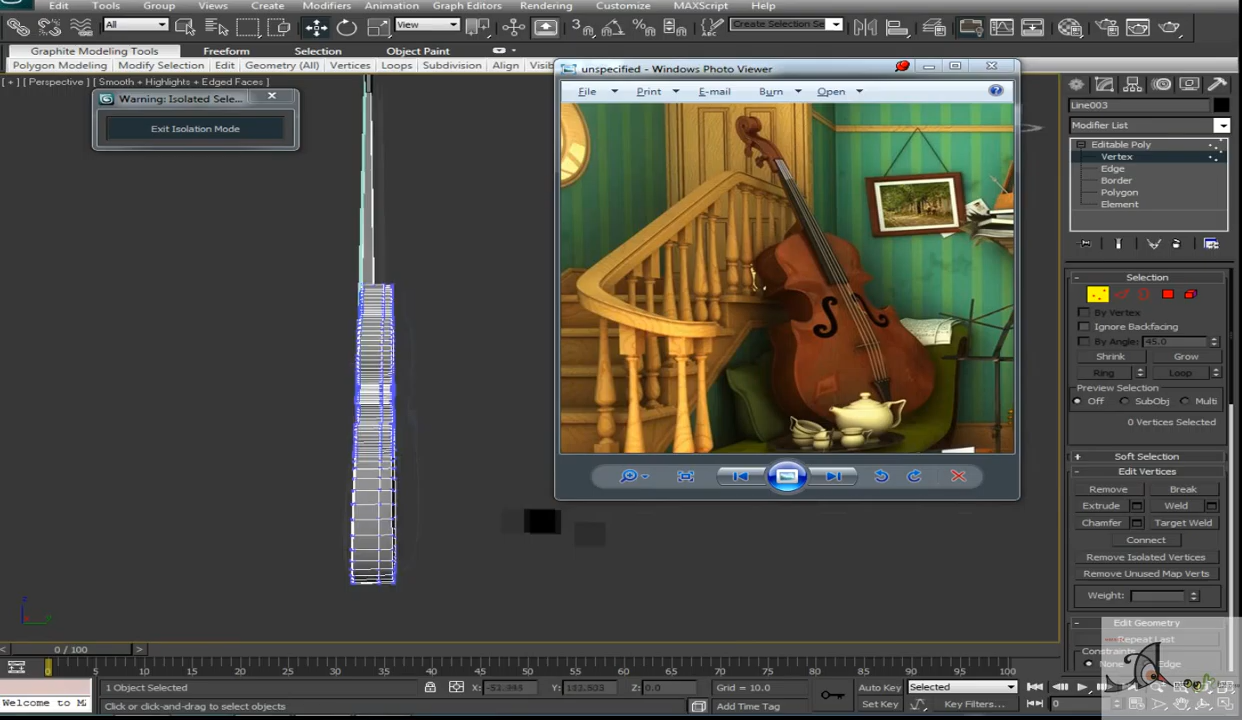 Edit Tools Group Views Create Modifiers Animation Graph Editors Rendering Customize MAXScript Help
All View Create Selection Se
Graphite Modeling Tools Freeform Selection Object Paint
Polygon Modeling Modify Selection Edit Geometry (All) Vertices Loops Subdivision Align
[ + ] [ Perspective ] [ Smooth + Highlights + Edged Faces ]
Warning: Isolated Sele...
Exit Isolation Mode
unspecified - Windows Photo Viewer
File Print E-mail Burn Open
Line003
Modifier List
Editable Poly
Vertex
Edge
Border
Polygon
Element
Selection
By Vertex
Ignore Backfacing
By Angle: 45.0
Shrink Grow
Ring Loop
Preview Selection
Off SubObj Multi
0 Vertices Selected
Soft Selection
Edit Vertices
Remove Break
Extrude Weld
Chamfer Target Weld
Connect
Remove Isolated Vertices
Remove Unused Map Verts
Weight:
Edit Geometry
Repeat Last
Constraints
None Edge
0 / 100
0 5 10 15 20 25 30 35 40 45 50 55 60 65 70 75 80 85 90 95 100
Welcome to MA
1 Object Selected
X: Y: Z: 0.0
Grid = 10.0
Auto Key Selected
Click or click-and-drag to select objects
Add Time Tag
Set Key Key Filters...
0